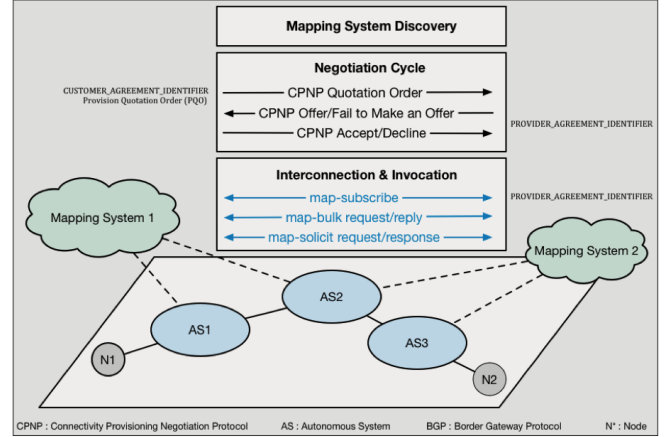 Mapping System Discovery
Negotiation Cycle
CUSTOMER_AGREEMENT_IDENTIFIER
Provision Quotation Order (PQO)
CPNP Quotation Order
CPNP Offer/Fail to Make an Offer
CPNP Accept/Decline
PROVIDER_AGREEMENT_IDENTIFIER
Interconnection & Invocation
map-subscribe
PROVIDER_AGREEMENT_IDENTIFIER
map-bulk request/reply
map-solicit request/response
Mapping System 1
Mapping System 2
AS2
AS1
AS3
N1
N2
CPNP : Connectivity Provisioning Negotiation Protocol AS : Autonomous System BGP : Border Gateway Protocol N* : Node